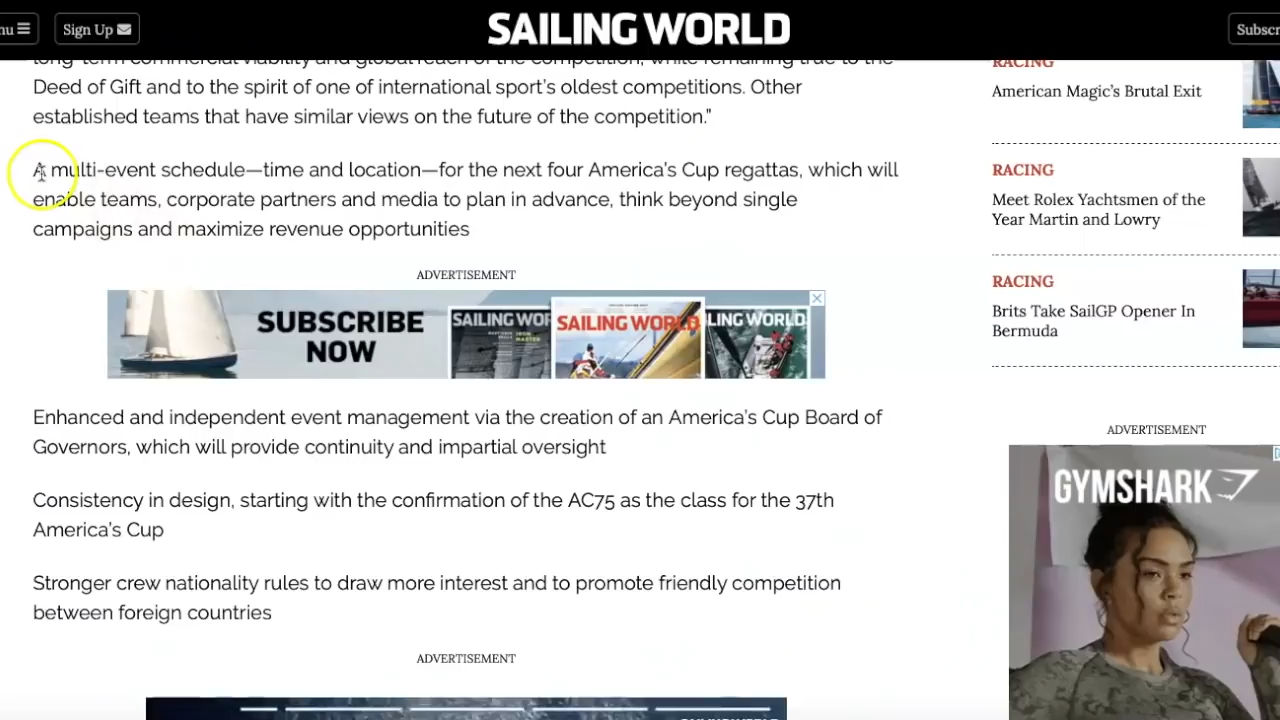 nu
Sign Up
SAILING WORLD
Subscr
long-term commercial viability and global reach of the competition, while remaining true to the
Deed of Gift and to the spirit of one of international sport's oldest competitions. Other
established teams that have similar views on the future of the competition."
A multi-event schedule—time and location—for the next four America's Cup regattas, which will
enable teams, corporate partners and media to plan in advance, think beyond single
campaigns and maximize revenue opportunities
ADVERTISEMENT
SUBSCRIBE
NOW
SAILING WOR
SAILING WORLD
LING WORLD
Enhanced and independent event management via the creation of an America's Cup Board of
Governors, which will provide continuity and impartial oversight
Consistency in design, starting with the confirmation of the AC75 as the class for the 37th
America's Cup
Stronger crew nationality rules to draw more interest and to promote friendly competition
between foreign countries
ADVERTISEMENT
RACING
American Magic's Brutal Exit
RACING
Meet Rolex Yachtsmen of the
Year Martin and Lowry
RACING
Brits Take SailGP Opener In
Bermuda
ADVERTISEMENT
GYMSHARK